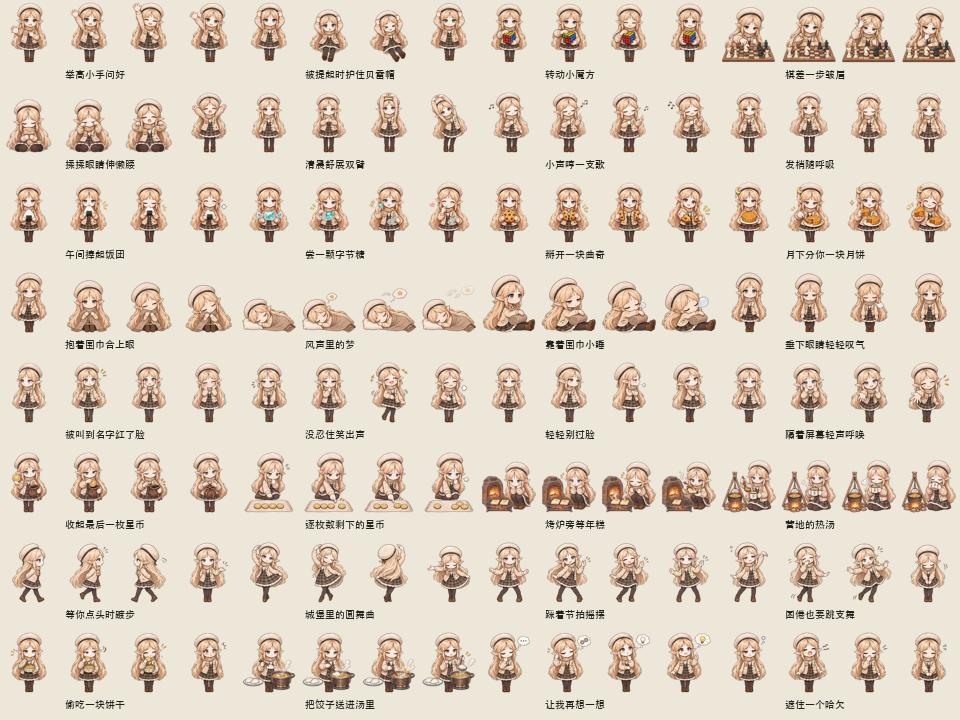 举高小手问好
被提起时护住贝雷帽
转动小魔方
棋差一步皱眉
揉揉眼睛伸懒腰
清晨舒展双臂
小声哼一支歌
发梢随呼吸
午间捧起饭团
尝一颗字节糖
掰开一块曲奇
月下分你一块月饼
抱着围巾合上眼
风声里的梦
靠着围巾小睡
垂下眼睛轻轻叹气
被叫到名字红了脸
没忍住笑出声
轻轻别过脸
隔着屏幕轻声呼唤
收起最后一枚星币
逐枚数剩下的星币
烤炉旁等年糕
营地的热汤
等你点头时踱步
城堡里的圆舞曲
踩着节拍摇摆
困倦也要跳支舞
偷吃一块饼干
把饺子送进汤里
让我再想一想
遮住一个哈欠